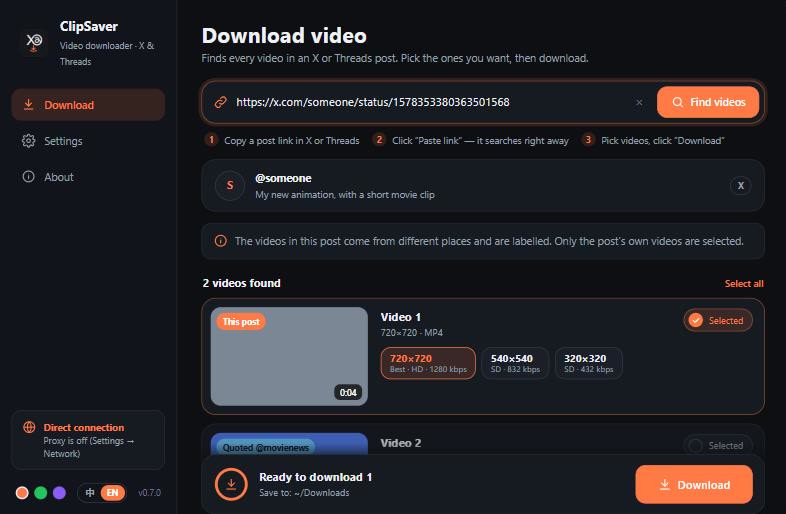 ClipSaver
Video downloader · X &
Threads
Download
Settings
About
Direct connection
Proxy is off (Settings →
Network)
中 EN v0.7.0
Download video
Finds every video in an X or Threads post. Pick the ones you want, then download.
https://x.com/someone/status/1578353380363501568 × Find videos
1 Copy a post link in X or Threads 2 Click “Paste link” — it searches right away 3 Pick videos, click “Download”
S @someone X
My new animation, with a short movie clip
The videos in this post come from different places and are labelled. Only the post's own videos are selected.
2 videos found Select all
This post
0:04
Video 1 Selected
720×720 · MP4
720×720 540×540 320×320
Best · HD · 1280 kbps SD · 832 kbps SD · 432 kbps
Quoted @movienews
Video 2 Selected
Ready to download 1
Save to: ~/Downloads
Download